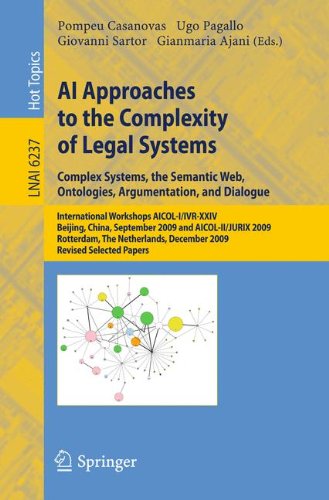 Pompeu Casanovas Ugo Pagallo
Giovanni Sartor Gianmaria Ajani (Eds.)
Hot Topics
LNAI 6237
AI Approaches
to the Complexity
of Legal Systems
Complex Systems, the Semantic Web,
Ontologies, Argumentation, and Dialogue
International Workshops AICOL-I/IVR-XXIV
Beijing, China, September 2009 and AICOL-II/JURIX 2009
Rotterdam, The Netherlands, December 2009
Revised Selected Papers
Springer